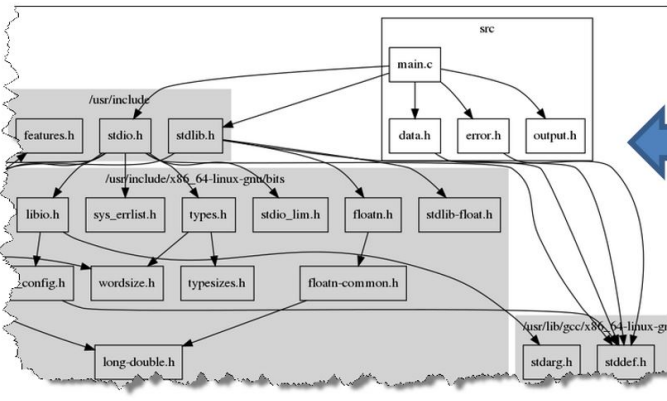 src
main.c
/usr/include
features.h stdio.h stdlib.h data.h error.h output.h
/usr/include/x86_64-linux-gnu/bits
libio.h sys_errlist.h types.h stdio_lim.h floatn.h stdlib-float.h
_config.h wordsize.h typesizes.h floatn-common.h
/usr/lib/gcc/x86_64-linux-gn
long-double.h stdarg.h stddef.h